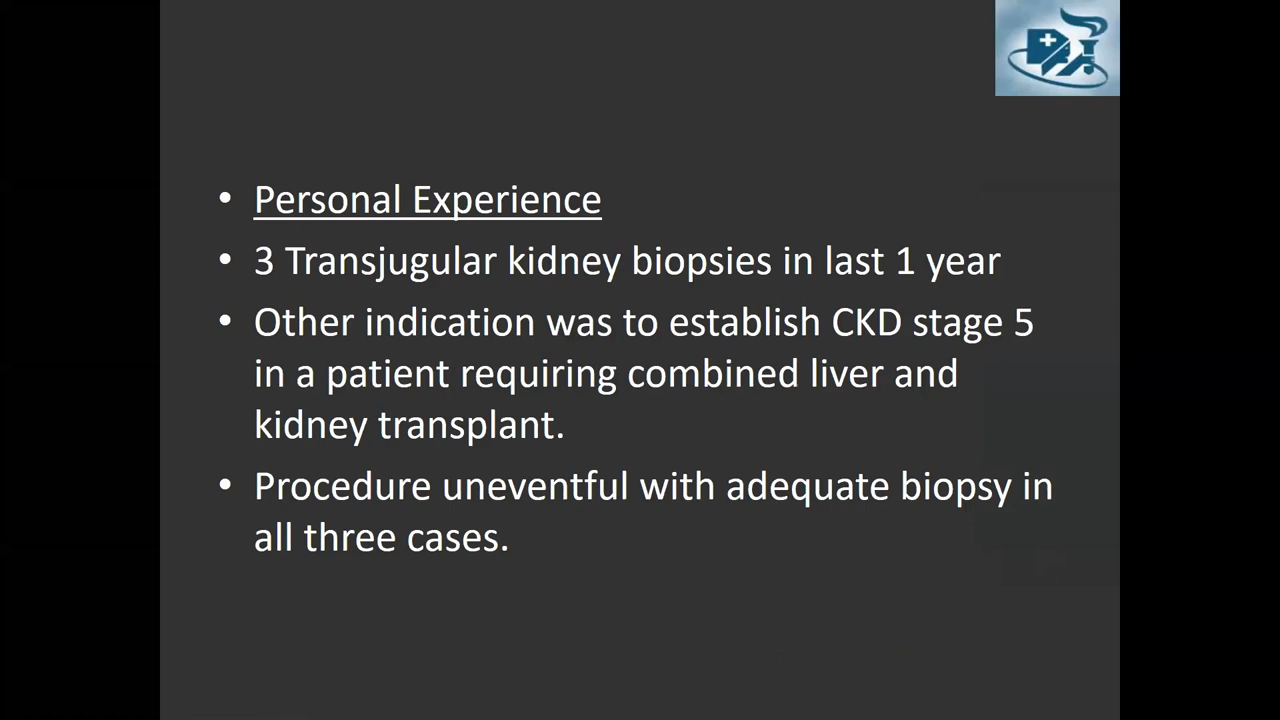 • Personal Experience
• 3 Transjugular kidney biopsies in last 1 year
• Other indication was to establish CKD stage 5
in a patient requiring combined liver and
kidney transplant.
• Procedure uneventful with adequate biopsy in
all three cases.